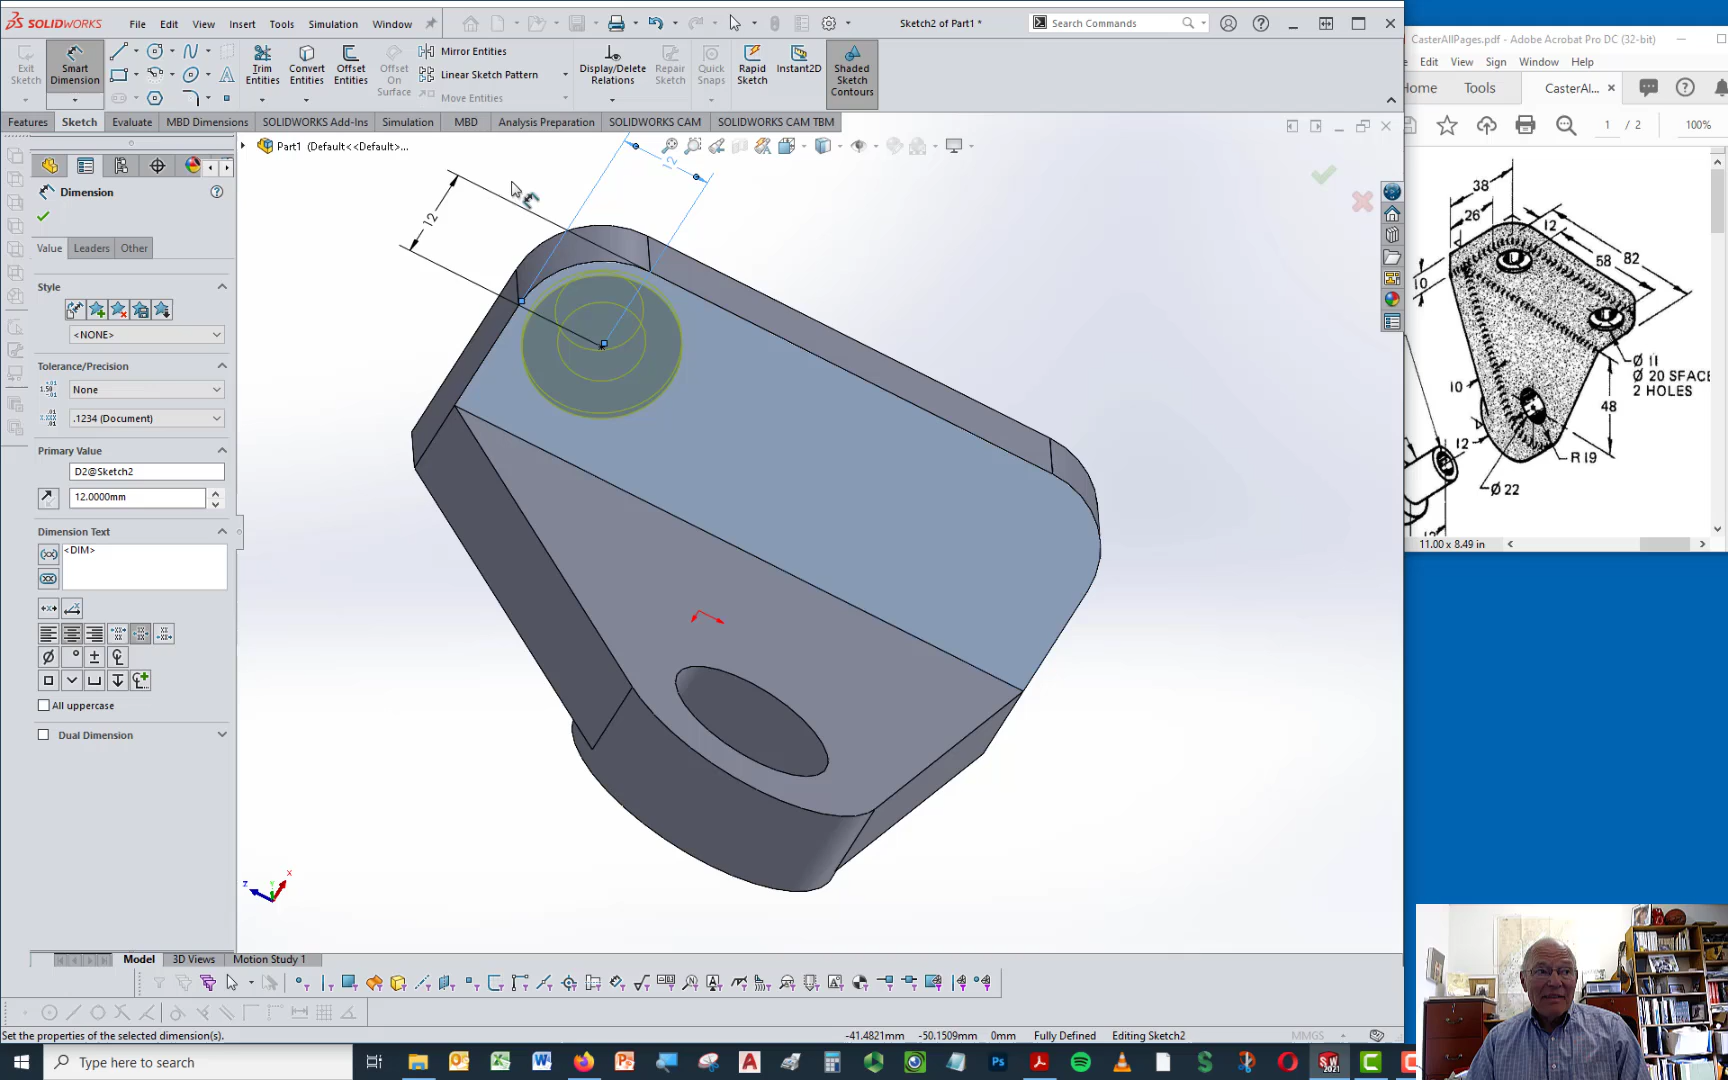 SOLIDWORKS
File
Edit
View
Insert
Tools
Simulation
Window
Sketch2 of Part1 *
Search Commands
Exit
Sketch
Smart
Dimension
Trim
Entities
Convert
Entities
Offset
Entities
Offset
On
Surface
Mirror Entities
Linear Sketch Pattern
Move Entities
Display/Delete
Relations
Repair
Sketch
Quick
Snaps
Rapid
Sketch
Instant2D
Shaded
Sketch
Contours
Features
Sketch
Evaluate
MBD Dimensions
SOLIDWORKS Add-Ins
Simulation
MBD
Analysis Preparation
SOLIDWORKS CAM
SOLIDWORKS CAM TBM
Part1 (Default<<Default>...
Dimension
Value
Leaders
Other
Style
<NONE>
Tolerance/Precision
None
.1234 (Document)
Primary Value
D2@Sketch2
12.0000mm
Dimension Text
<DIM>
All uppercase
Dual Dimension
12
12
Model
3D Views
Motion Study 1
Set the properties of the selected dimension(s).
-41.4821mm
-50.1509mm
0mm
Fully Defined
Editing Sketch2
MMGS
Type here to search
CasterAllPages.pdf - Adobe Acrobat Pro DC (32-bit)
View
Sign
Window
Help
ome
Tools
CasterAl...
1
/ 2
100%
38
26
12
58
82
10
Ø 11
Ø 20 SFACE
2 HOLES
10
48
12
R 19
Ø 22
11.00 x 8.49 in